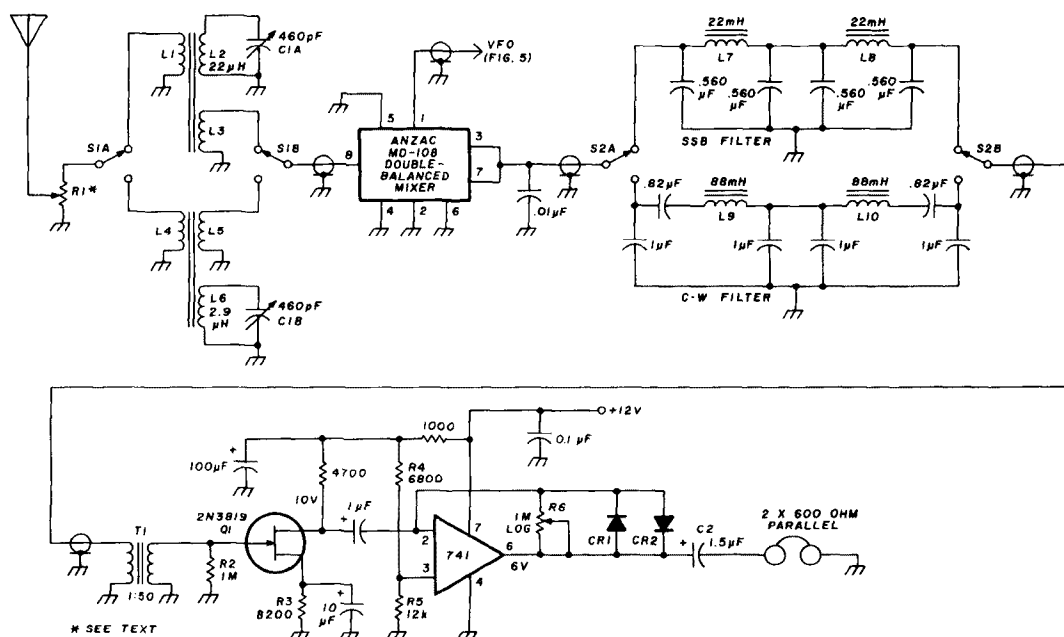 460pF
C1A
L1
L2
22μH
L3
S1A
S1B
R1*
L4
L5
L6
2.9
μH
460pF
C1B
VFO
(FIG. 5)
5
1
8
ANZAC
MD-108
DOUBLE-
BALANCED
MIXER
3
7
4
2
6
.01μF
S2A
22mH
L7
22mH
L8
.560
μF
.560
μF
.560
μF
.560
μF
SSB FILTER
S2B
.82μF
88mH
L9
88mH
L10
.82μF
1μF
1μF
1μF
1μF
C-W FILTER
+12V
0.1 μF
1000
+
100μF
4700
R4
6800
10V
2N3819
Q1
1μF
+
T1
1:50
R2
1M
R3
8200
+
10
μF
R5
12k
2
3
741
7
6
6V
4
1M
LOG
R6
CR1
CR2
C2
+
1.5μF
2 X 600 OHM
PARALLEL
* SEE TEXT